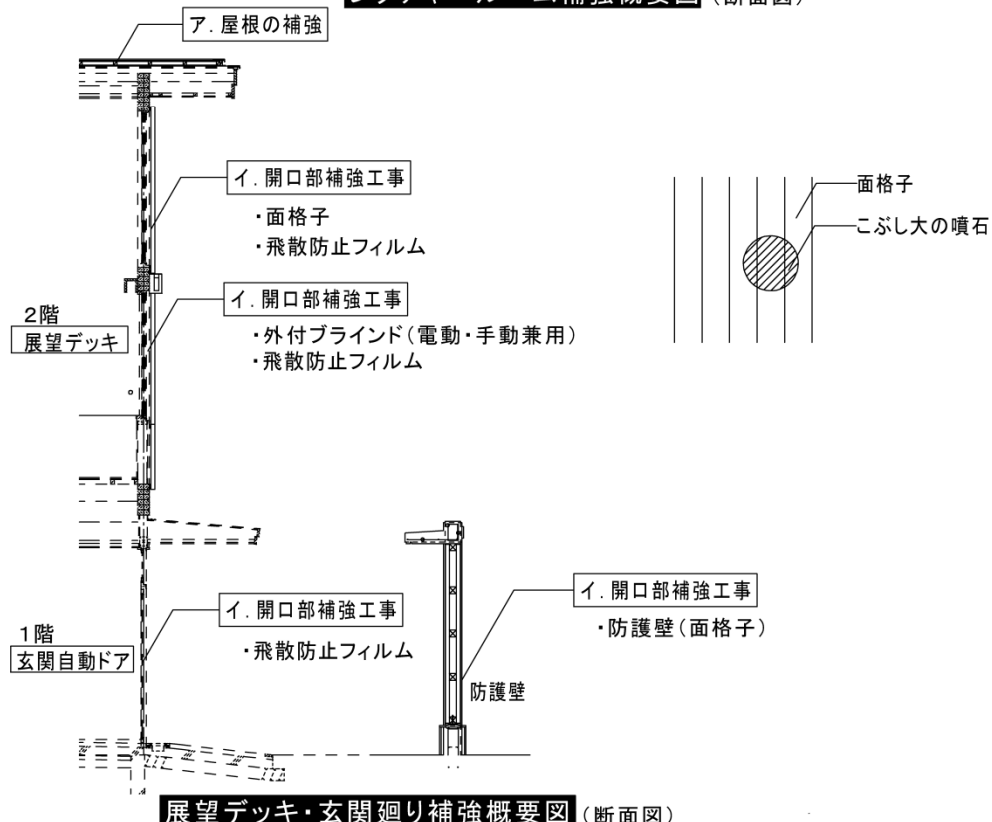 (断面図)
ア.屋根の補強
イ.開口部補強工事
・面格子
・飛散防止フィルム
イ.開口部補強工事
・外付ブラインド(電動・手動兼用)
・飛散防止フィルム
2階
展望デッキ
面格子
こぶし大の噴石
イ.開口部補強工事
・飛散防止フィルム
1階
玄関自動ドア
イ.開口部補強工事
・防護壁(面格子)
防護壁
展望デッキ・玄関廻り補強概要図(断面図)